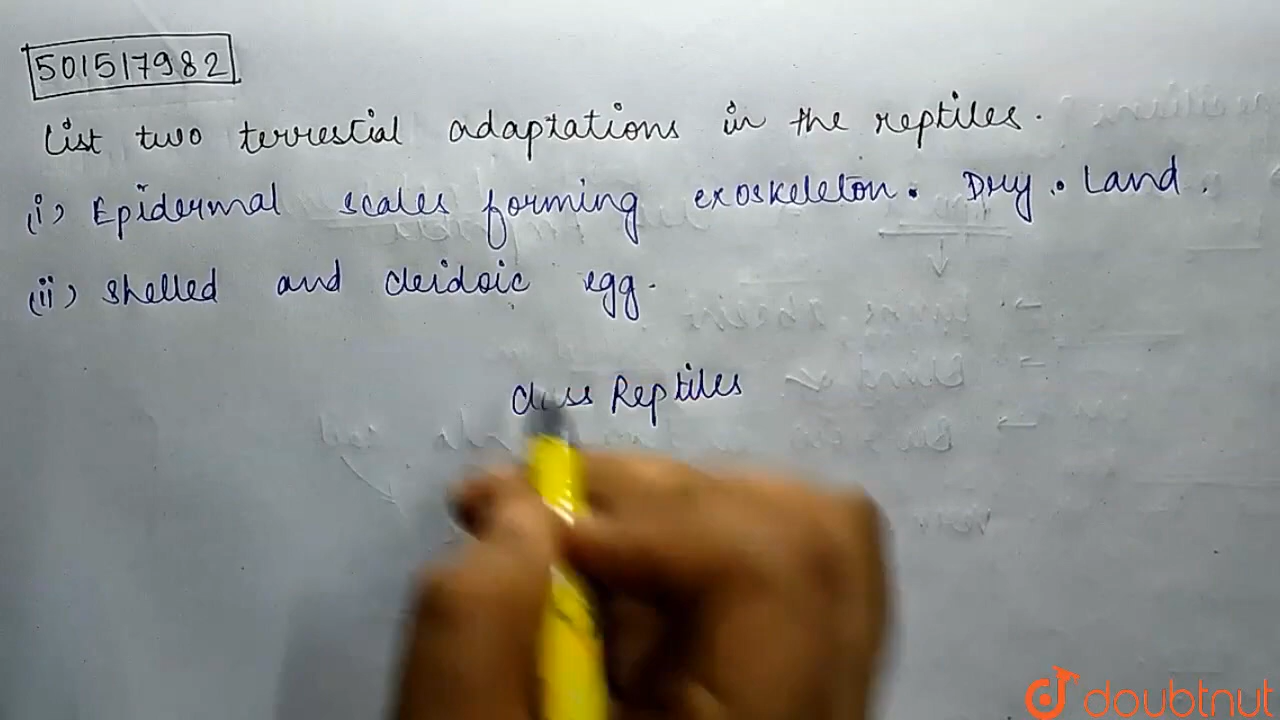 501517982
List two terrestial adaptations in the reptiles.
(i) Epidermal scales forming exoskeleton. Dry. Land.
(ii) Shelled and cleidoic egg.
Class Reptiles
doubtnut